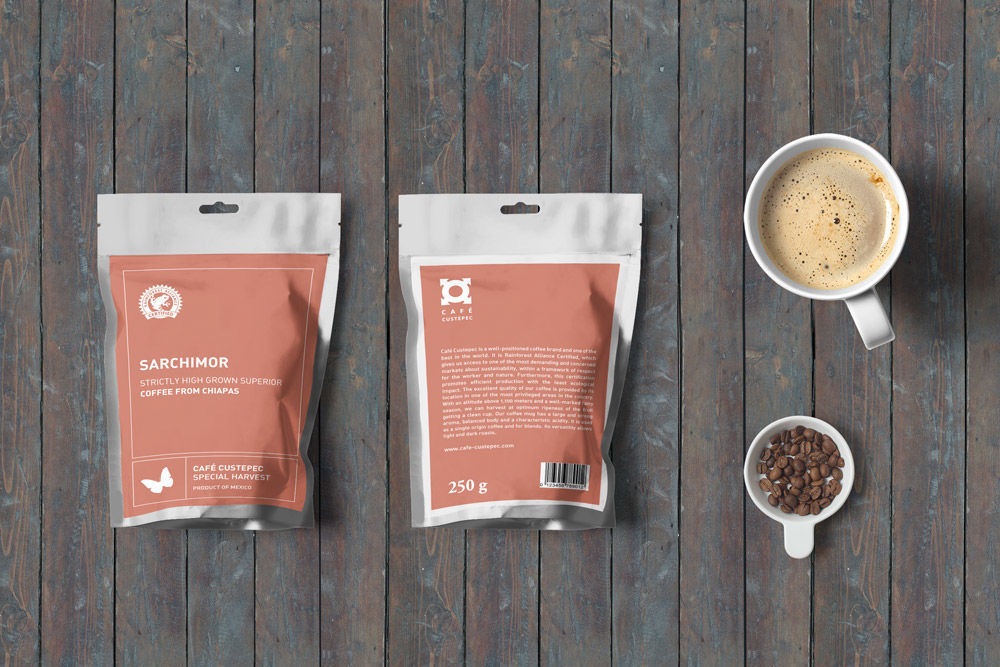 CERTIFIED
SARCHIMOR
STRICTLY HIGH GROWN SUPERIOR
COFFEE FROM CHIAPAS
CAFÉ CUSTEPEC
SPECIAL HARVEST
PRODUCT OF MEXICO
CAFÉ
CUSTEPEC
Café Custepec is a well-positioned coffee brand and one of the
best in the world. It is Rainforest Alliance Certified, which
gives us access to one of the most demanding and concerned
markets about sustainability, within a framework of respect
for the worker and nature. Furthermore, this certification
promotes efficient production with the least ecological
impact. The excellent quality of our coffee is provided by its
location in one of the most privileged areas in the country.
With an altitude above 1,150 meters and a well-marked
season, we can harvest at optimum ripeness of the fruit
getting a clean cup. Our coffee mug has a large and strong
aroma, balanced body and a characteristic acidity. It is used
as a single origin coffee and for blends. As versatility allows
light and dark roasts.
www.cafe-custepec.com
250 g